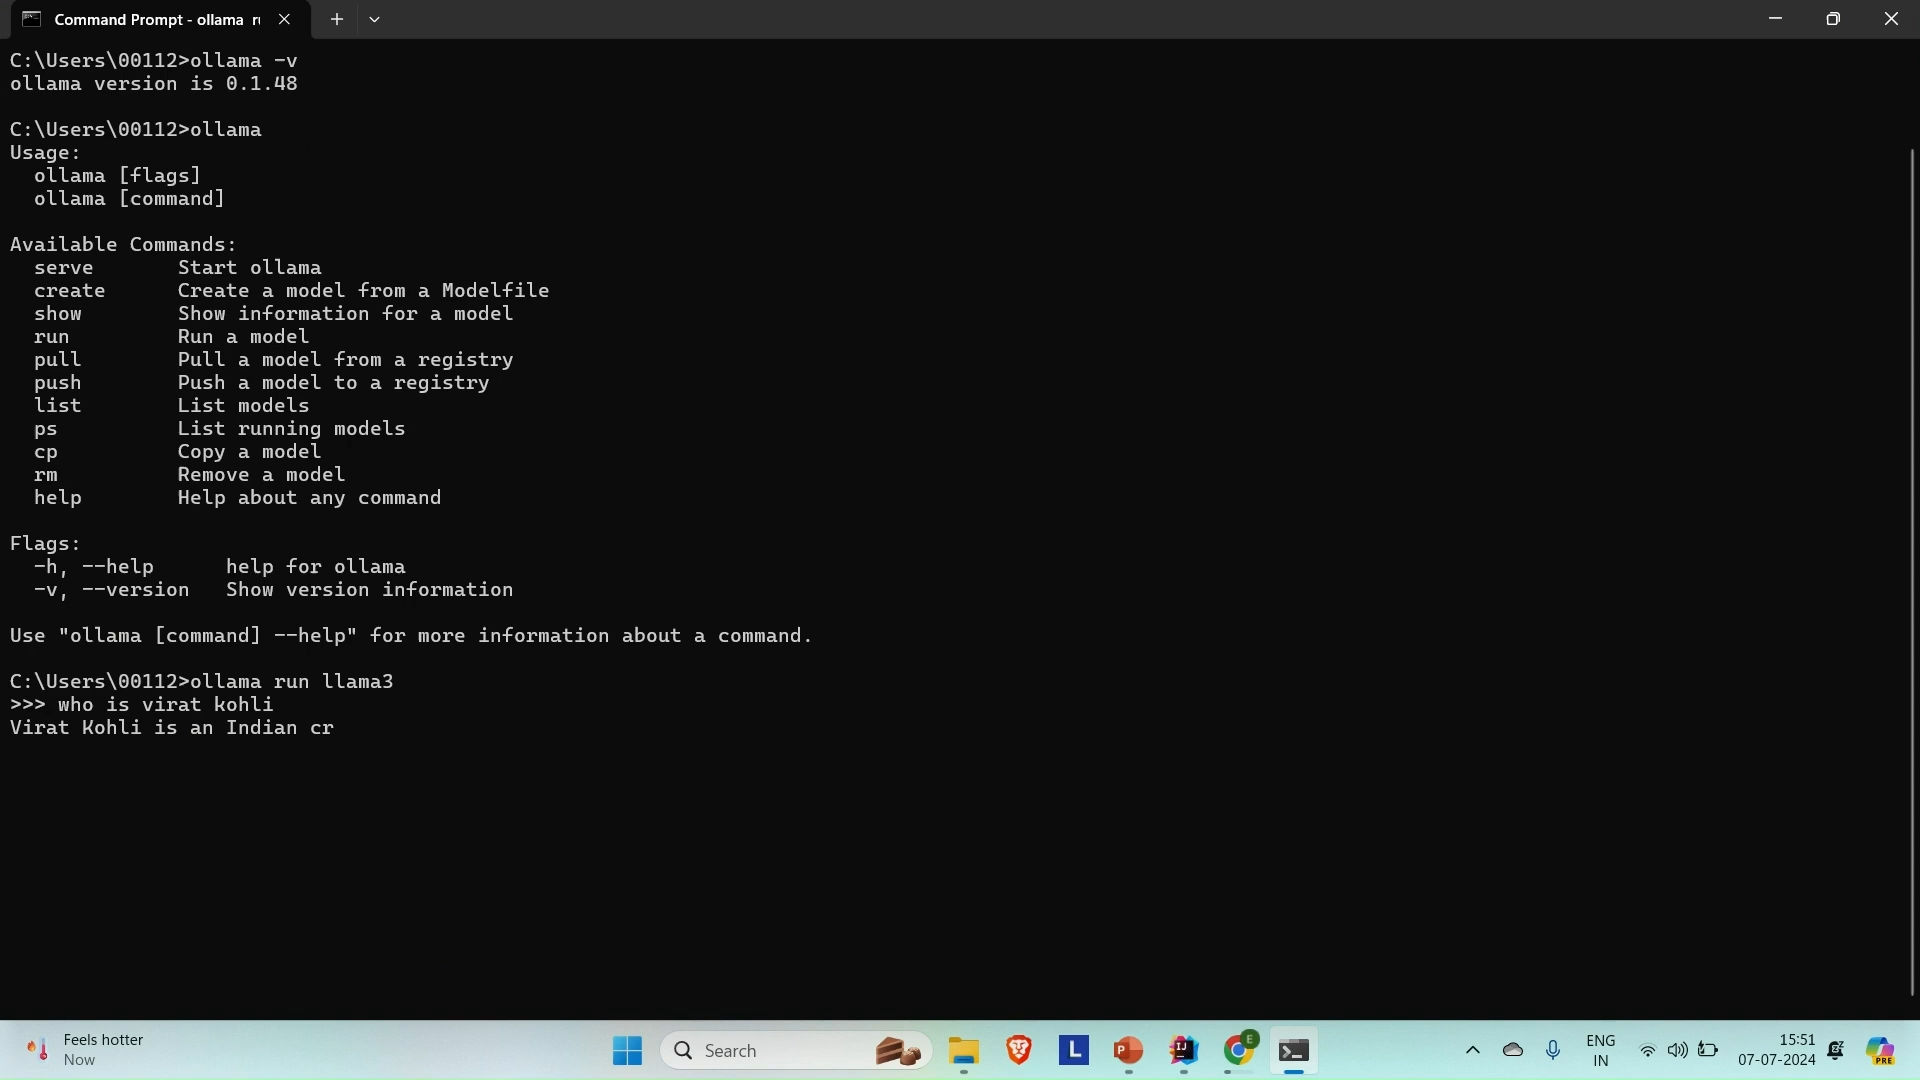 Command Prompt - ollama
C:\Users\00112>ollama -v
ollama version is 0.1.48
C:\Users\00112>ollama
Usage:
  ollama [flags]
  ollama [command]
Available Commands:
  serve       Start ollama
  create      Create a model from a Modelfile
  show        Show information for a model
  run         Run a model
  pull        Pull a model from a registry
  push        Push a model to a registry
  list        List models
  ps          List running models
  cp          Copy a model
  rm          Remove a model
  help        Help about any command
Flags:
  -h, --help      help for ollama
  -v, --version   Show version information
Use "ollama [command] --help" for more information about a command.
C:\Users\00112>ollama run llama3
>>> who is virat kohli
Virat Kohli is an Indian cr
Feels hotter
Now
Search
L
P
IJ
E
ENG
IN
15:51
07-07-2024
PRE